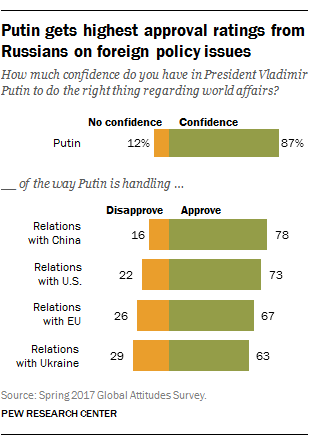 Putin gets highest approval ratings from
Russians on foreign policy issues
How much confidence do you have in President Vladimir
Putin to do the right thing regarding world affairs?
No confidence Confidence
Putin 12% 87%
__ of the way Putin is handling ...
Disapprove Approve
Relations
with China 16 78
Relations
with U.S. 22 73
Relations
with EU 26 67
Relations
with Ukraine 29 63
Source: Spring 2017 Global Attitudes Survey.
PEW RESEARCH CENTER